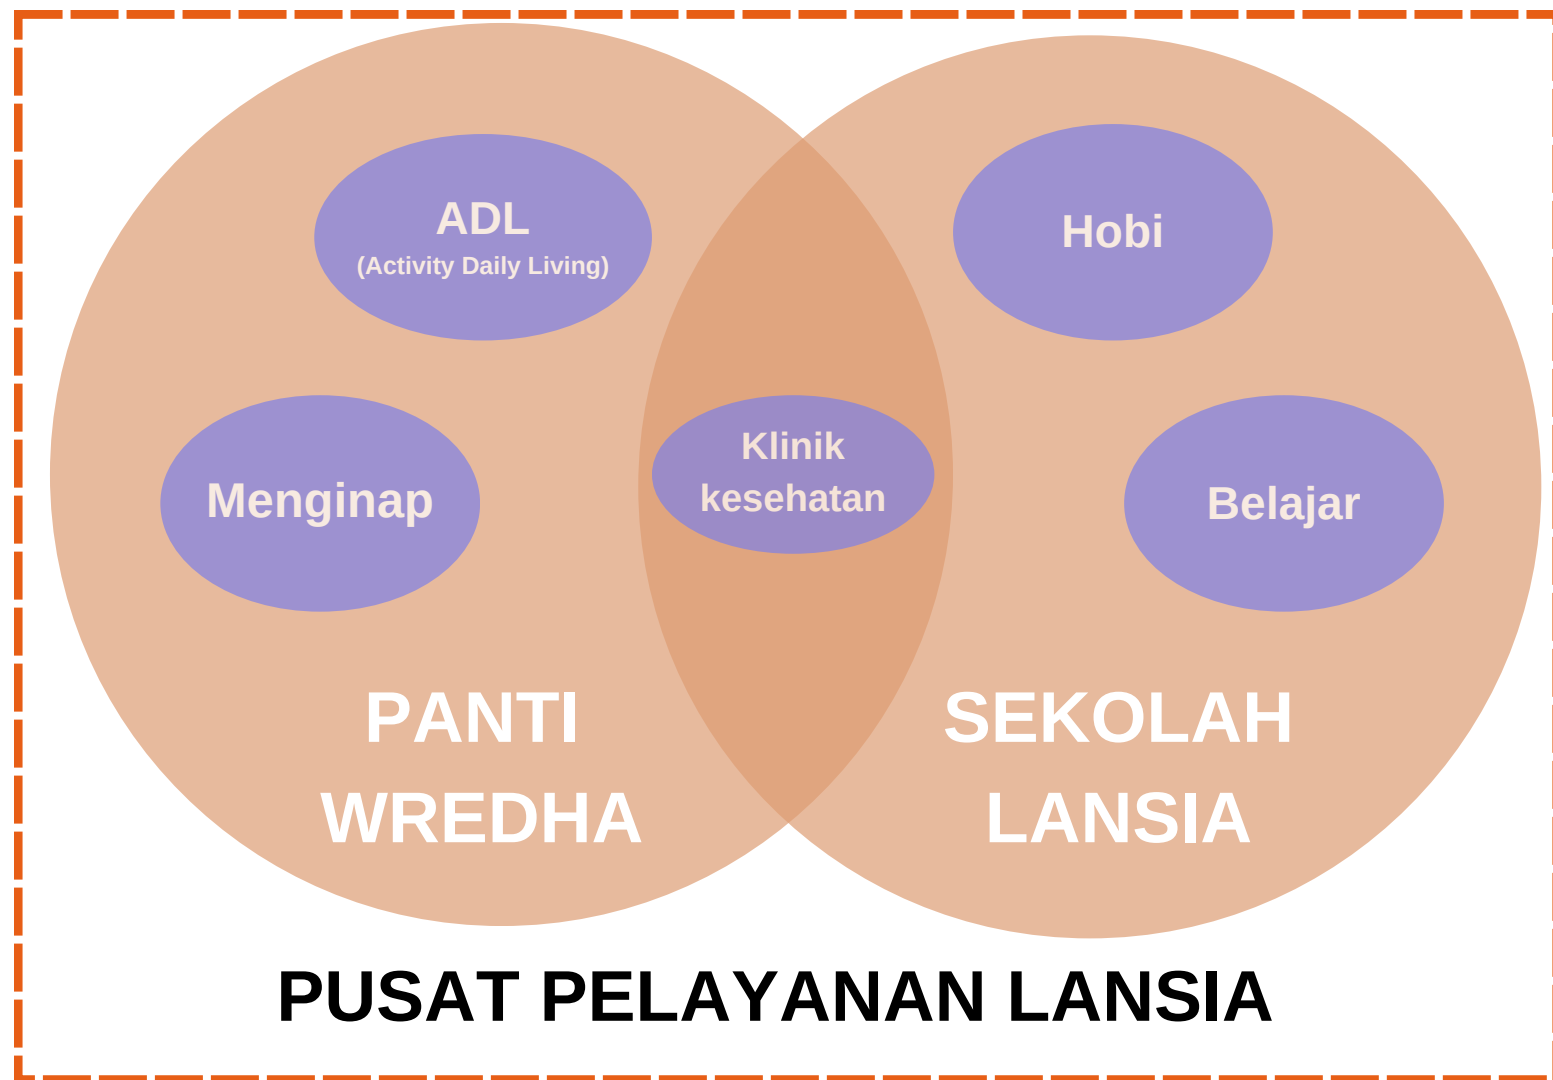 ADL
(Activity Daily Living)
Hobi
Menginap
Klinik
kesehatan
Belajar
PANTI
WREDHA
SEKOLAH
LANSIA
PUSAT PELAYANAN LANSIA